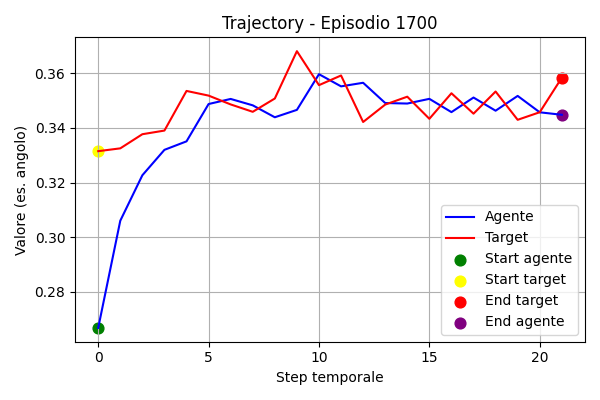 Trajectory - Episodio 1700
Valore (es. angolo)
0.36
0.34
0.32
0.30
0.28
0
5
10
15
20
Step temporale
Agente
Target
Start agente
Start target
End target
End agente